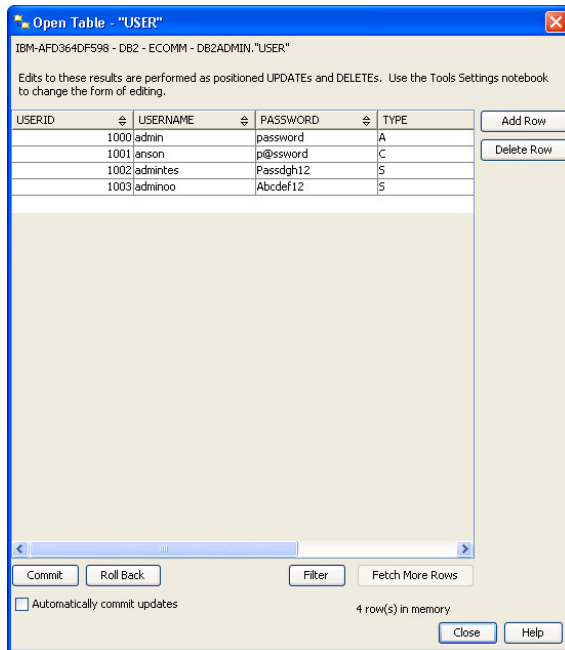 Open Table - "USER"
IBM-AFD364DF598 - DB2 - ECOMM - DB2ADMIN."USER"
Edits to these results are performed as positioned UPDATEs and DELETEs. Use the Tools Settings notebook
to change the form of editing.
USERID USERNAME PASSWORD TYPE
1000 admin password A
1001 anson p@ssword C
1002 admintes Passdgh12 S
1003 adminoo Abcdef12 S
Add Row
Delete Row
Commit Roll Back Filter Fetch More Rows
Automatically commit updates 4 row(s) in memory
Close Help